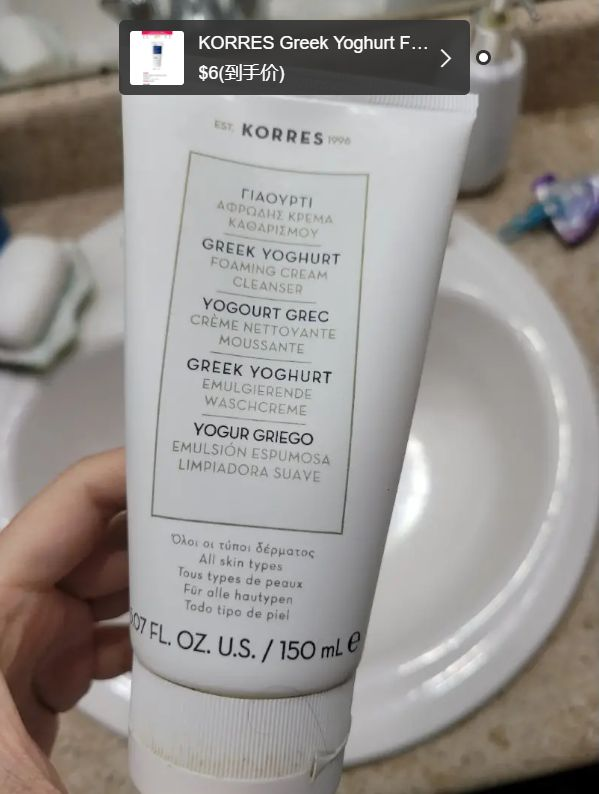 KORRES Greek Yoghurt F...
$6(到手价)
EST. KORRES 1996
ΓΙΑΟΥΡΤΙ
ΑΦΡΩΔΗΣ ΚΡΕΜΑ
ΚΑΘΑΡΙΣΜΟΥ
GREEK YOGHURT
FOAMING CREAM
CLEANSER
YOGOURT GREC
CRÈME NETTOYANTE
MOUSSANTE
GREEK YOGHURT
EMULGIERENDE
WASCHCREME
YOGUR GRIEGO
EMULSIÓN ESPUMOSA
LIMPIADORA SUAVE
Όλοι οι τύποι δέρματος
All skin types
Tous types de peaux
Für alle hautypen
Todo tipo de piel
FL. OZ. U.S. / 150 mL e